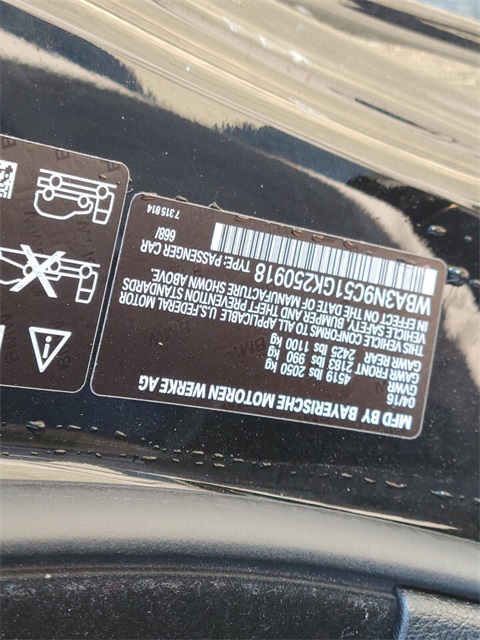 MFD BY BAYERISCHE MOTOREN WERKE AG
04/16
GVWR 4519 lbs 2050 kg
GAWR FRONT 2183 lbs 990 kg
GAWR REAR 2425 lbs 1100 kg
THIS VEHICLE CONFORMS TO ALL APPLICABLE U.S.FEDERAL MOTOR
VEHICLE SAFETY, BUMPER AND THEFT PREVENTION STANDARDS
IN EFFECT ON THE DATE OF MANUFACTURE SHOWN ABOVE.
WBA3N9C51GK250918 TYPE: PASSENGER CAR
668/
7315814
BMW